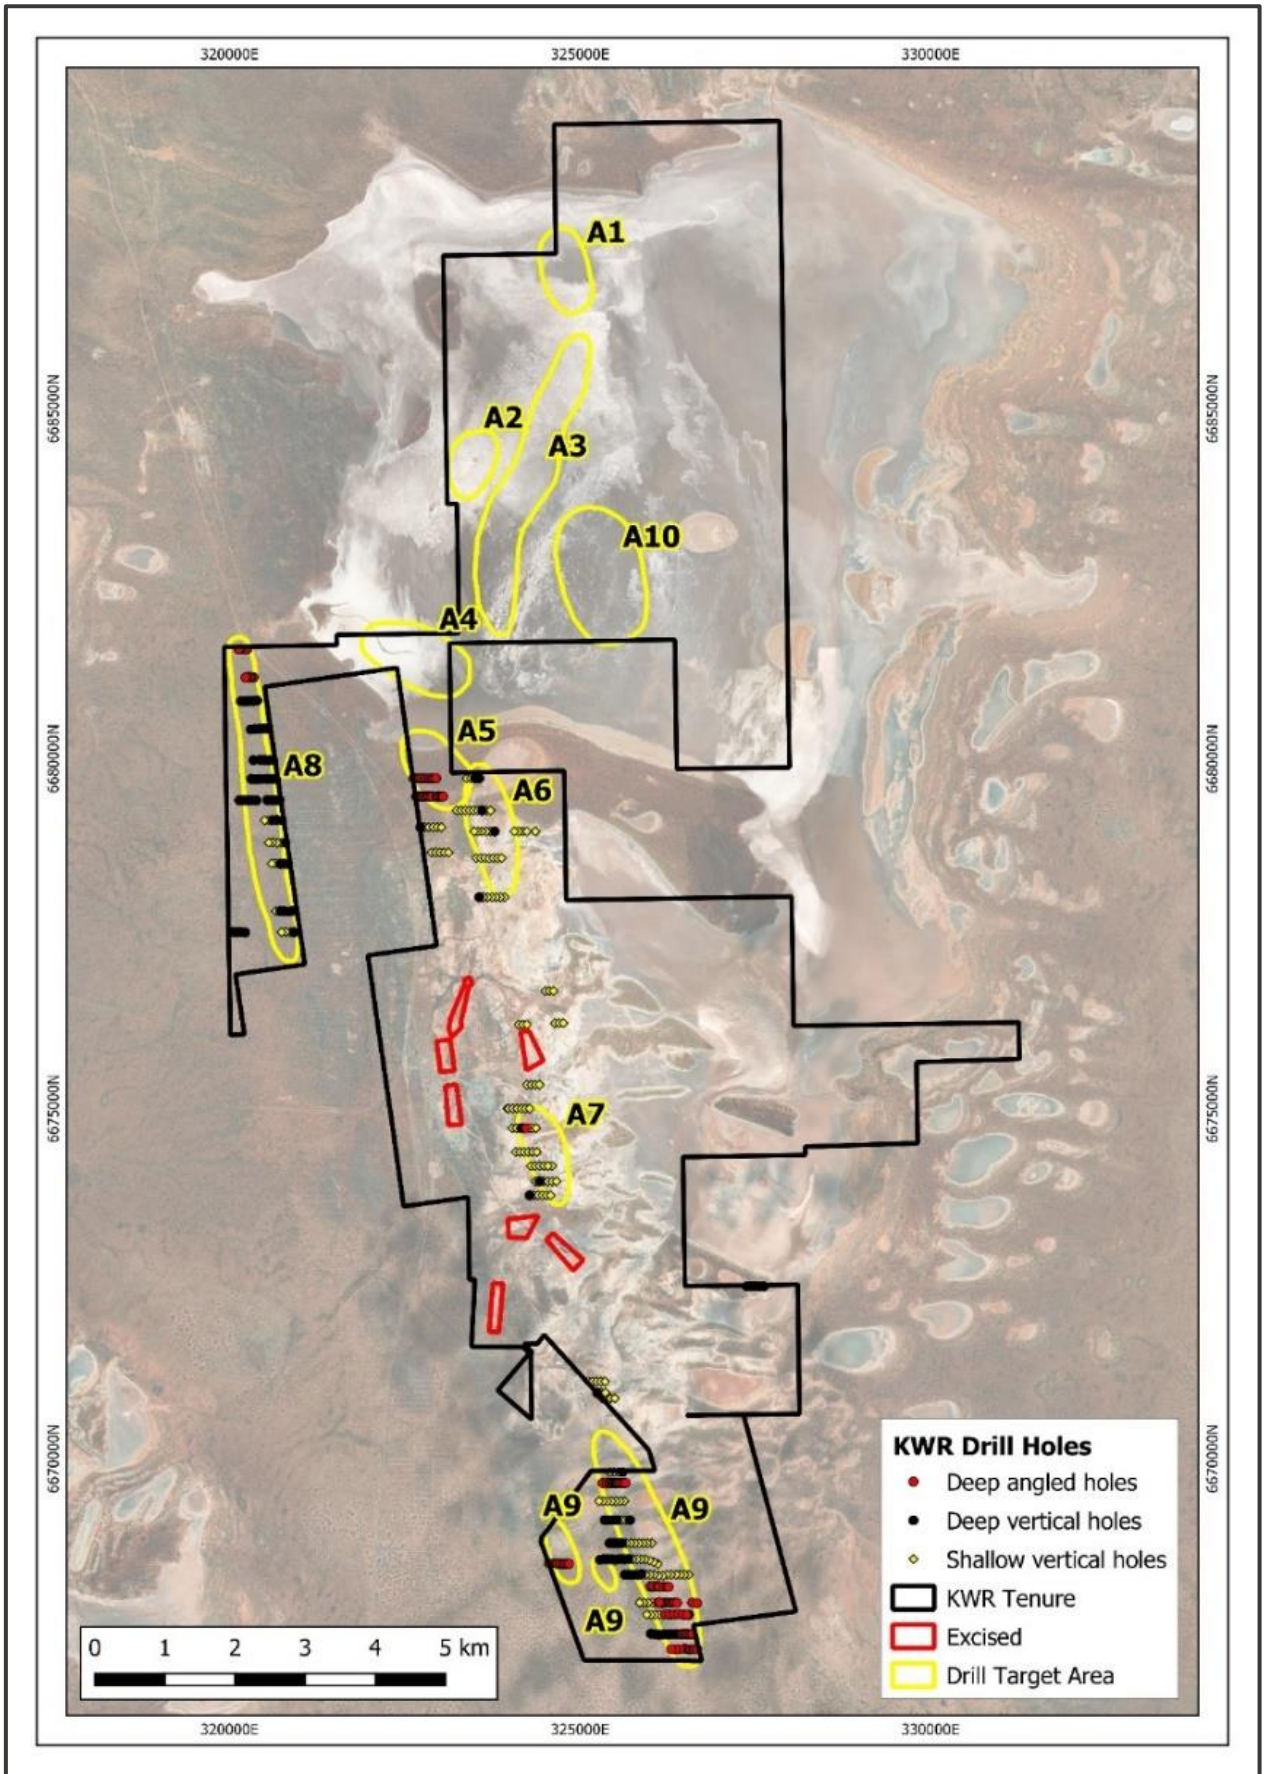 320000E 325000E 330000E
A1
6685000N 6685000N
A2
A3
A10
A4
A5
6680000N 6680000N
A8
A6
6675000N 6675000N
A7
6670000N 6670000N
A9 A9
A9
KWR Drill Holes
Deep angled holes
Deep vertical holes
Shallow vertical holes
KWR Tenure
Excised
Drill Target Area
0 1 2 3 4 5 km
320000E 325000E 330000E